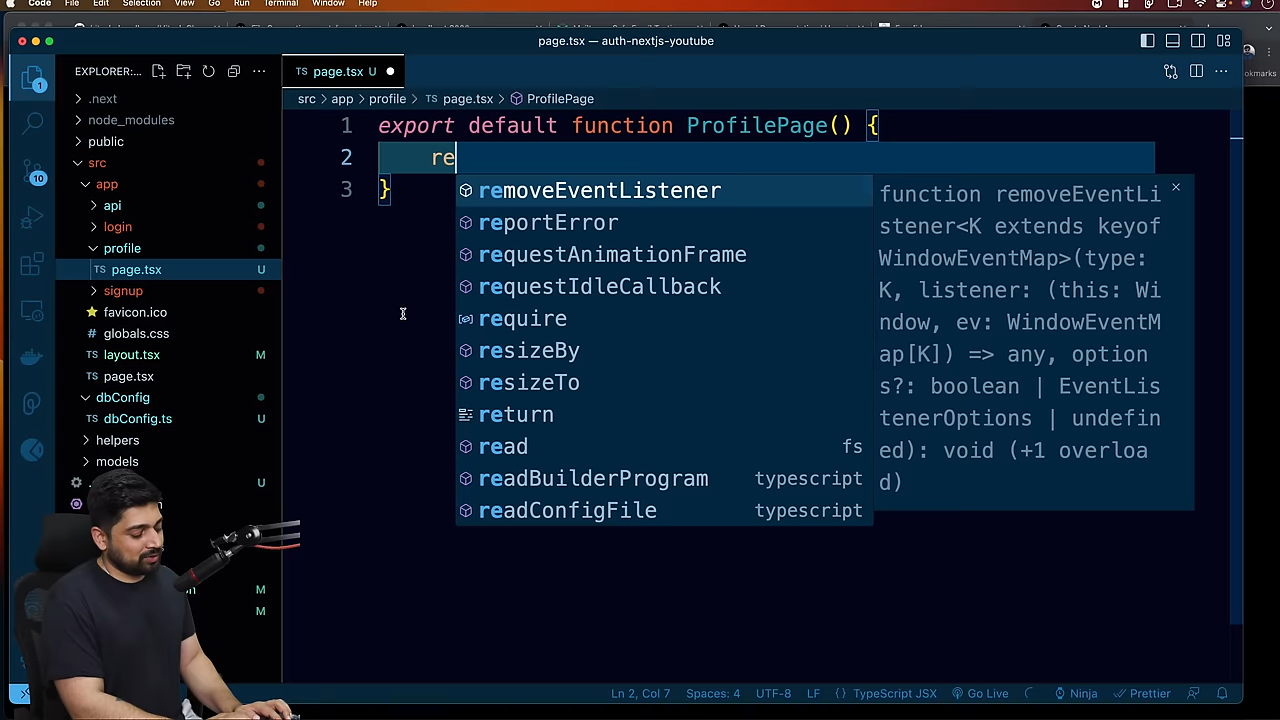 Code File Edit Selection View Go Run Terminal Window Help
page.tsx — auth-nextjs-youtube
EXPLORER:...
page.tsx U
okmarks
src app profile TS page.tsx ProfilePage
.next
node_modules
public
src
app
api
login
profile
TS page.tsx U
signup
favicon.ico
# globals.css
TS layout.tsx M
TS page.tsx
dbConfig
TS dbConfig.ts U
helpers
models
U
M
M
1
10
1 export default function ProfilePage() {
2 re
3 }
removeEventListener
reportError
requestAnimationFrame
requestIdleCallback
require
resizeBy
resizeTo
return
read fs
readBuilderProgram typescript
readConfigFile typescript
function removeEventLi
stener<K extends keyof
WindowEventMap>(type:
K, listener: (this: Wi
ndow, ev: WindowEventM
ap[K]) => any, option
s?: boolean | EventLis
tenerOptions | undefin
ed): void (+1 overloa
d)
Ln 2, Col 7 Spaces: 4 UTF-8 LF {} TypeScript JSX Go Live Ninja Prettier